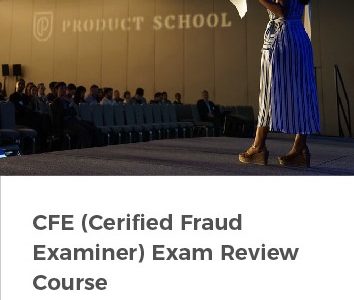 PRODUCT SCHOOL
CFE (Cerified Fraud
Examiner) Exam Review
Course